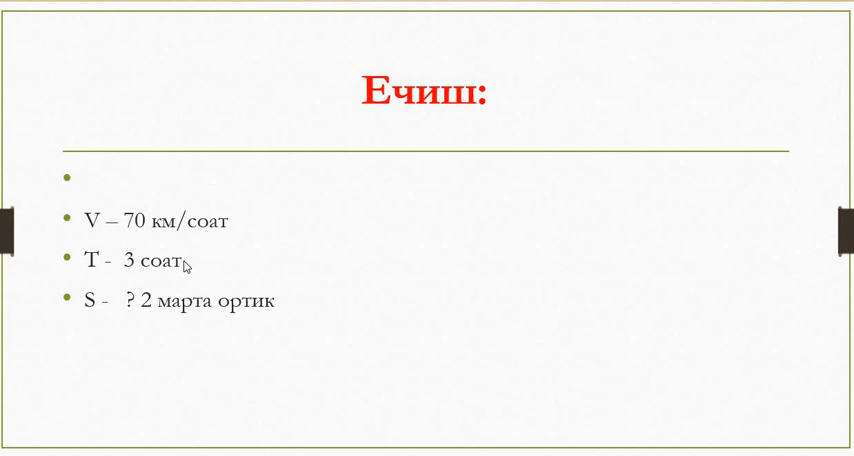 Ечиш:
V – 70 км/соат
T - 3 соат
S - ? 2 марта ортик